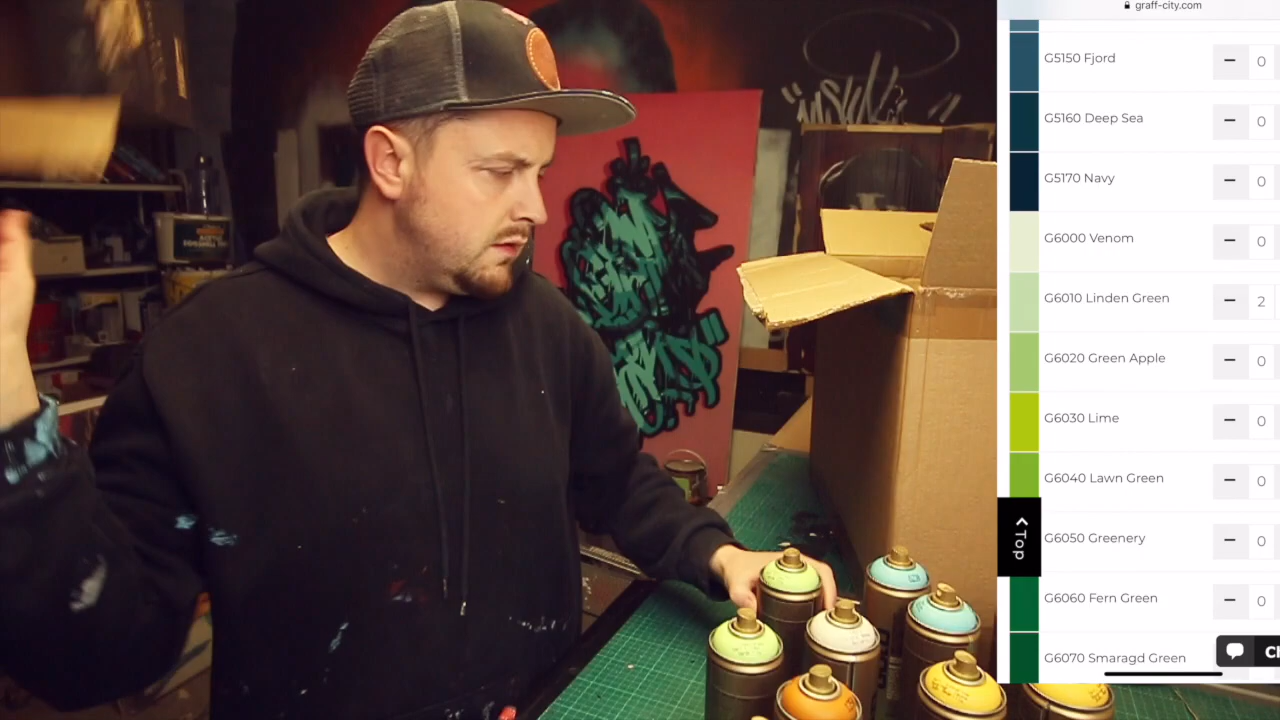 graff-city.com
G5150 Fjord
0
G5160 Deep Sea
0
G5170 Navy
0
G6000 Venom
0
G6010 Linden Green
2
G6020 Green Apple
0
G6030 Lime
0
G6040 Lawn Green
0
< Top
G6050 Greenery
0
G6060 Fern Green
0
G6070 Smaragd Green